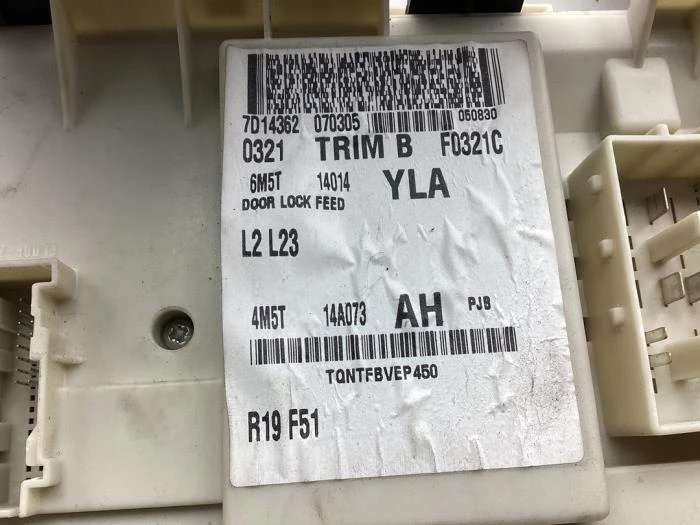 7D14362 070305 050830
0321 TRIM B F0321C
6M5T 14014 YLA
DOOR LOCK FEED
L2 L23
4M5T 14A073 AH PJB
TQNTFBVEP450
R19 F51